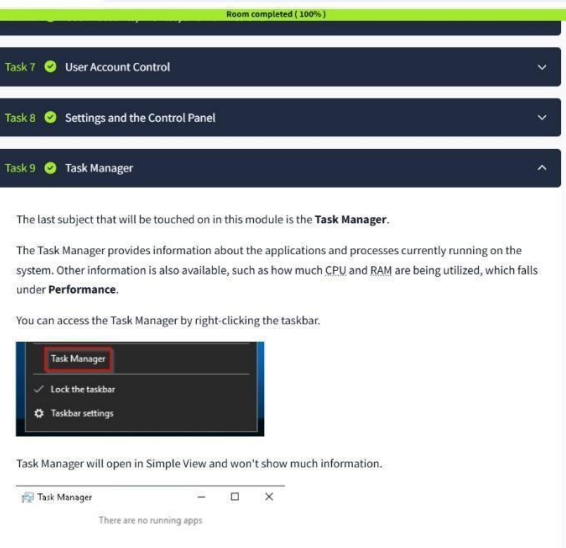 Room completed ( 100% )
Task 7 User Account Control
Task 8 Settings and the Control Panel
Task 9 Task Manager
The last subject that will be touched on in this module is the Task Manager.
The Task Manager provides information about the applications and processes currently running on the
system. Other information is also available, such as how much CPU and RAM are being utilized, which falls
under Performance.
You can access the Task Manager by right-clicking the taskbar.
Task Manager
Lock the taskbar
Taskbar settings
Task Manager will open in Simple View and won't show much information.
Task Manager
There are no running apps